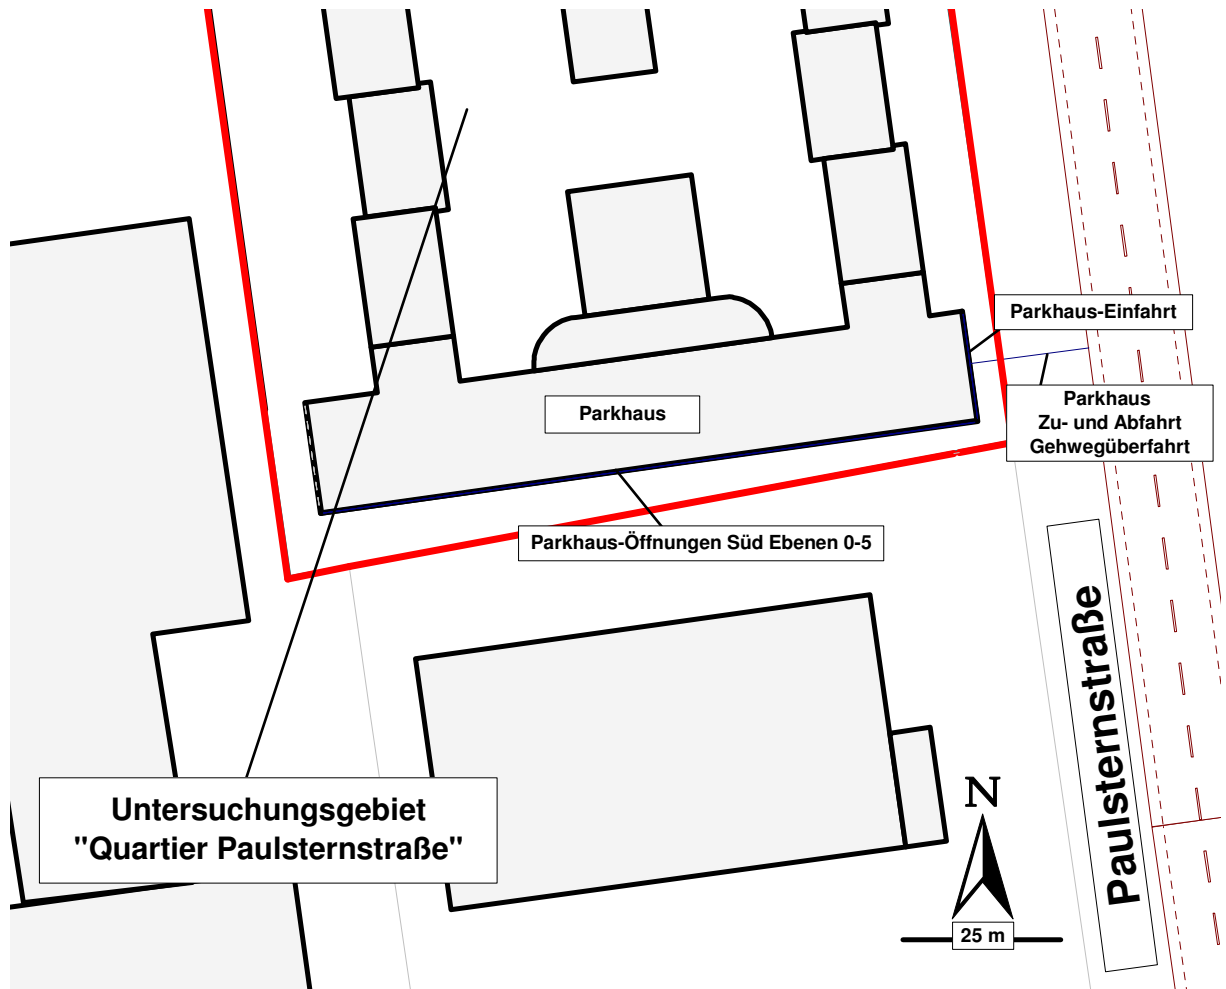 Parkhaus-Einfahrt
Parkhaus
Zu- und Abfahrt
Gehwegüberfahrt
Parkhaus
Parkhaus-Öffnungen Süd Ebenen 0-5
Paulsternstraße
Untersuchungsgebiet
"Quartier Paulsternstraße"
N
25 m